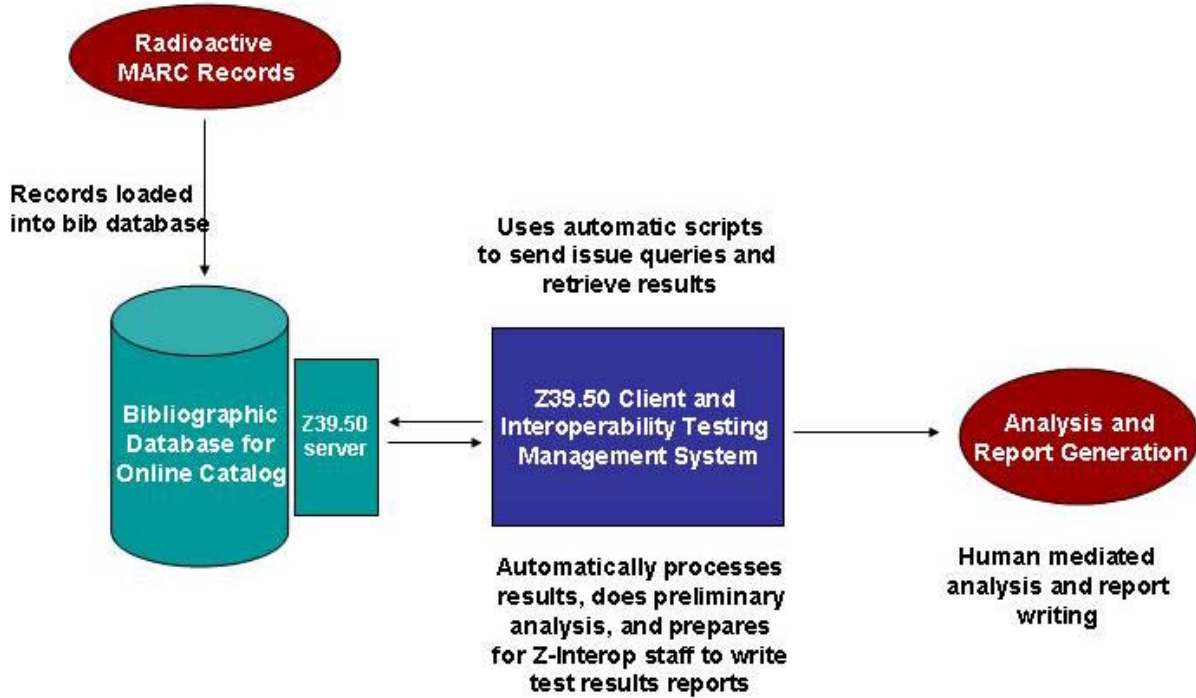 Radioactive
MARC Records
Records loaded
into bib database
Uses automatic scripts
to send issue queries and
retrieve results
Bibliographic
Database for
Online Catalog
Z39.50
server
Z39.50 Client and
Interoperability Testing
Management System
Analysis and
Report Generation
Automatically processes
results, does preliminary
analysis, and prepares
for Z-Interop staff to write
test results reports
Human mediated
analysis and report
writing